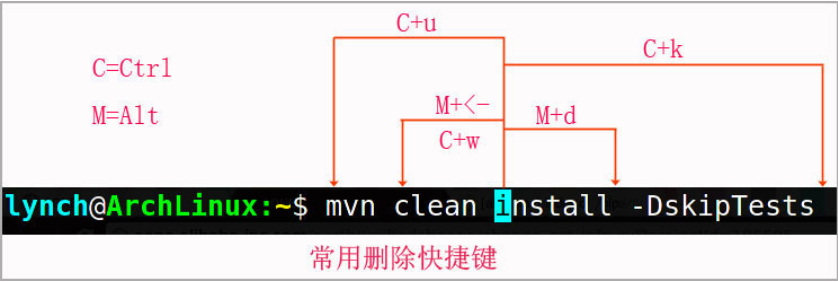 C+u
C+k
C=Ctrl
M+<-
M=Alt
M+d
C+w
lynch@ArchLinux:~$ mvn clean install -DskipTests
常用删除快捷键